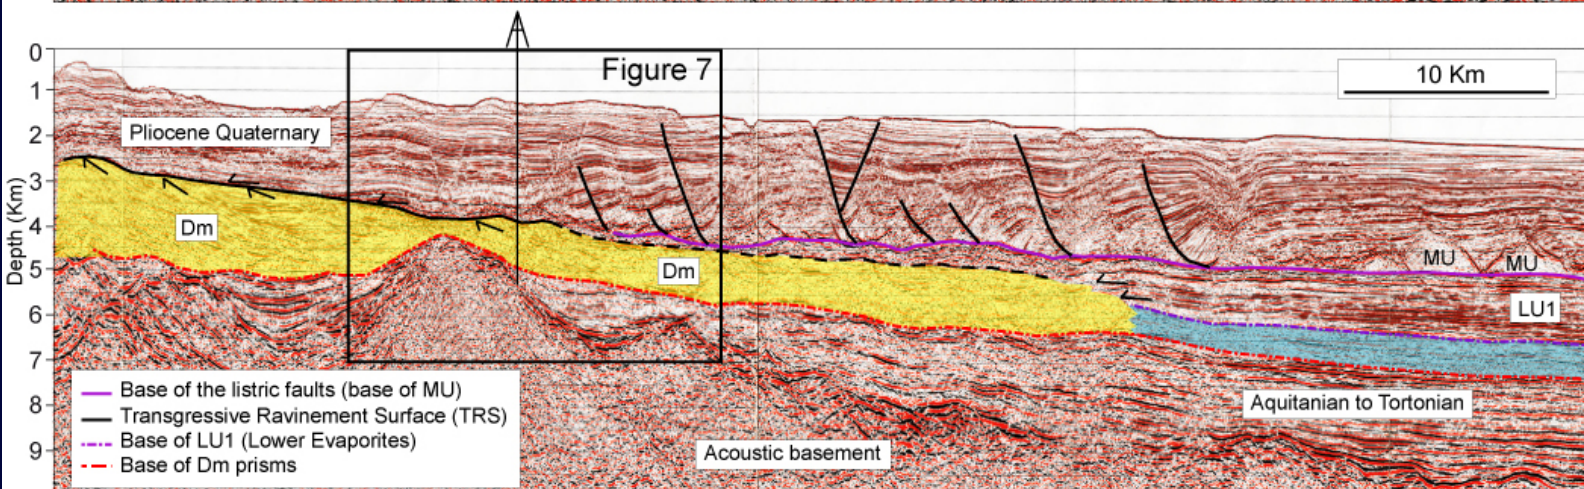 Figure 7
10 Km
Depth (Km)
0
1
2
3
4
5
6
7
8
9
Pliocene Quaternary
Dm
Dm
MU
MU
LU1
Base of the listric faults (base of MU)
Transgressive Ravinement Surface (TRS)
Base of LU1 (Lower Evaporites)
Base of Dm prisms
Aquitanian to Tortonian
Acoustic basement